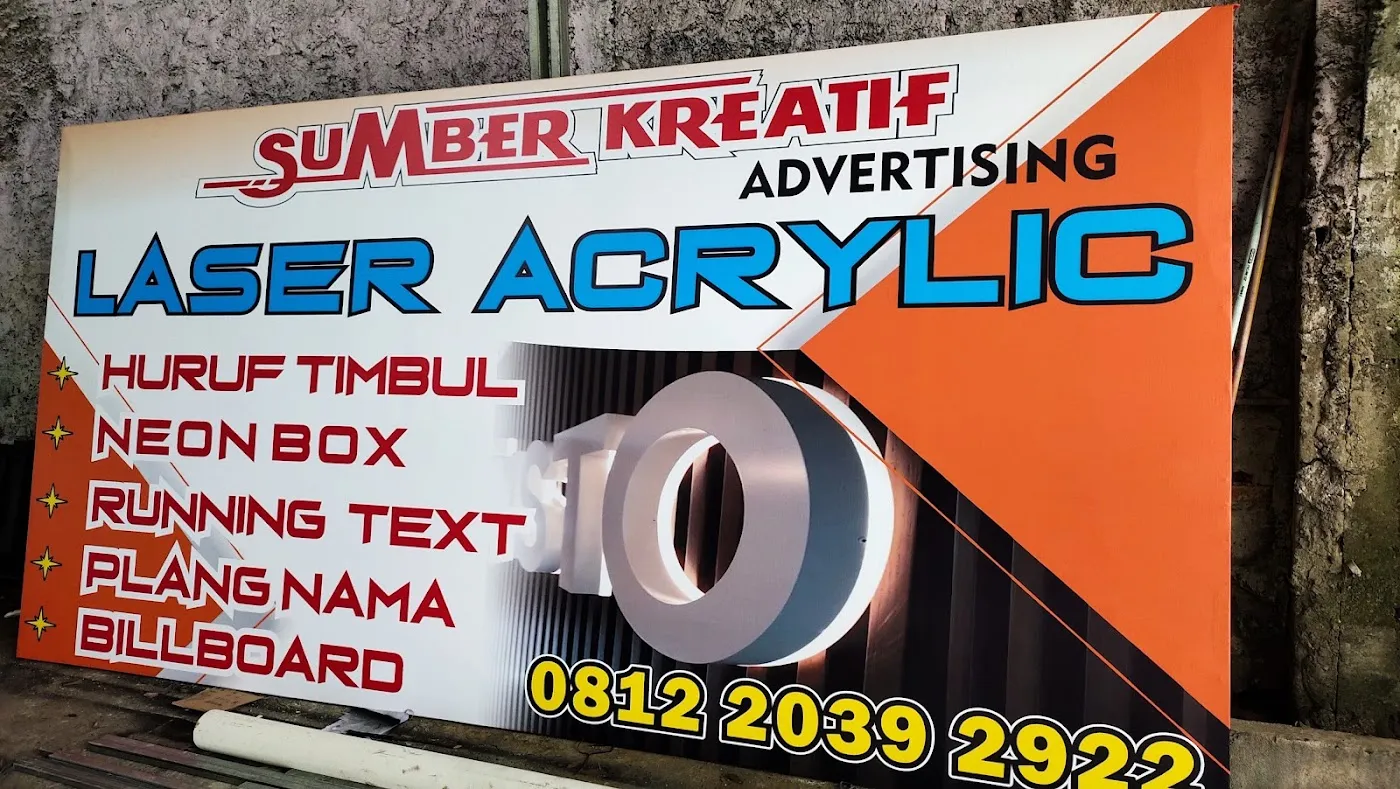 SUMBER KREATIF
ADVERTISING
LASER ACRYLIC
HURUF TIMBUL
NEON BOX
RUNNING TEXT
PLANG NAMA
BILLBOARD
0812 2039 2922